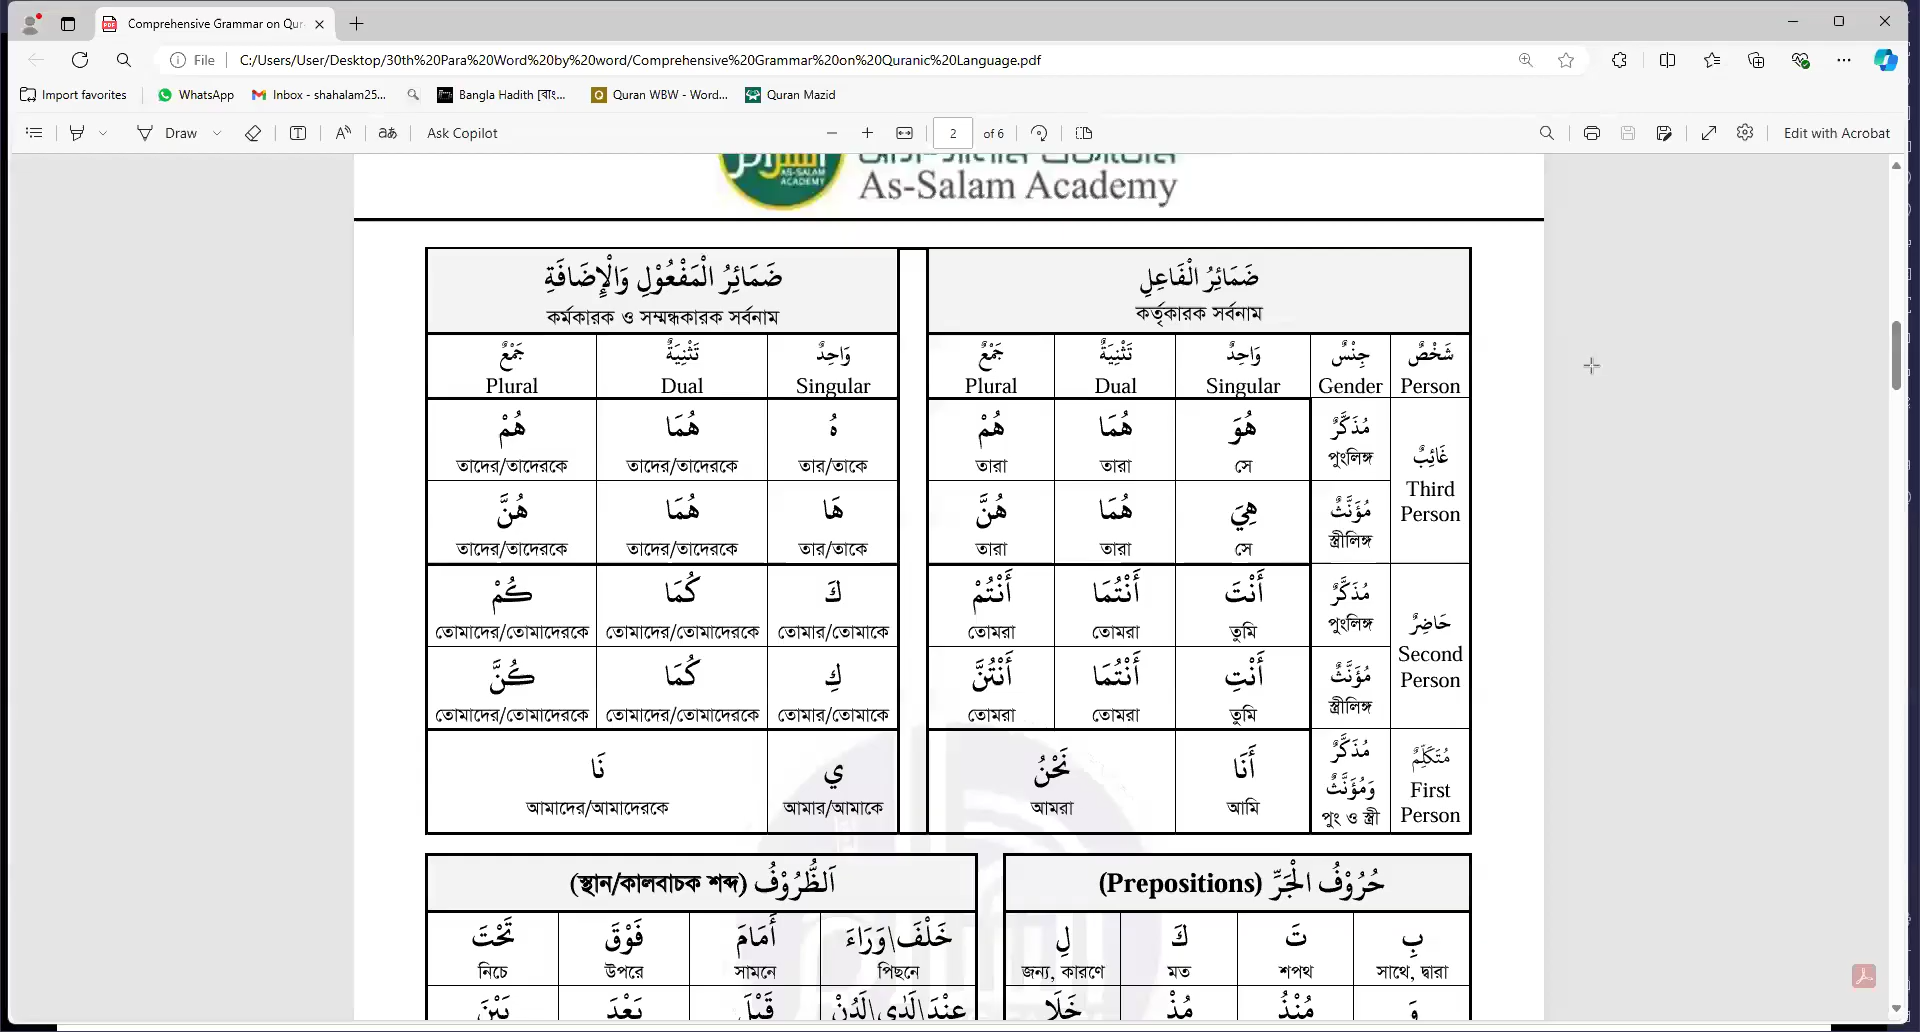 Comprehensive Grammar on Qur
File
C:/Users/User/Desktop/30th%20Para%20Word%20by%20word/Comprehensive%20Grammar%20on%20Quranic%20Language.pdf
Import favorites WhatsApp Inbox - shahalam25... Bangla Hadith [বাং... Quran WBW - Word... Quran Mazid
Draw Ask Copilot 2 of 6 Edit with Acrobat
As-Salam Academy
ضَمَائِرُ الْفَاعِلِ ضَمَائِرُ الْمَفْعُوْلِ وَالْإِضَافَةِ
কর্মকারক ও সম্মন্ধকারক সর্বনাম কর্তৃকারক সর্বনাম
شَخْصٌ جِنْسٌ وَاحِدٌ تَثْنِيَةٌ جَمْعٌ وَاحِدٌ تَثْنِيَةٌ جَمْعٌ
Plural Dual Singular Plural Dual Singular Gender Person
مُذَكَّرٌ هُوَ هُمَا هُمْ هُ هُمَا هُمْ
তাদের/তাদেরকে তাদের/তাদেরকে তার/তাকে তারা তারা সে পুংলিঙ্গ
غَائِبٌ
Third
Person
مُؤَنَّثٌ هِيَ هُمَا هُنَّ هَا هُمَا هُنَّ
তাদের/তাদেরকে তাদের/তাদেরকে তার/তাকে তারা তারা সে স্ত্রীলিঙ্গ
مُذَكَّرٌ أَنْتَ أَنْتُمَا أَنْتُمْ كَ كُمَا كُمْ
তোমাদের/তোমাদেরকে তোমাদের/তোমাদেরকে তোমার/তোমাকে তোমরা তোমরা তুমি পুংলিঙ্গ
حَاضِرٌ
Second
Person
مُؤَنَّثٌ أَنْتِ أَنْتُمَا أَنْتُنَّ كِ كُمَا كُنَّ
তোমাদের/তোমাদেরকে তোমাদের/তোমাদেরকে তোমার/তোমাকে তোমরা তোমরা তুমি স্ত্রীলিঙ্গ
مُتَكَلِّمٌ مُذَكَّرٌ وَمُؤَنَّثٌ أَنَا نَحْنُ ي نَا
আমাদের/আমাদেরকে আমার/আমাকে আমরা আমি পুং ও স্ত্রী
First
Person
اَلظُّرُوْفُ (স্থান/কালবাচক শব্দ)
حُرُوْفُ الْجَرِّ (Prepositions)
بِ تَ كَ لِ خَلْفَ\وَرَاءَ أَمَامَ فَوْقَ تَحْتَ
নিচে উপরে সামনে পিছনে জন্য, কারণে মত শপথ সাথে, দ্বারা
وَ مُنْذُ مُذْ خَلَا عِنْدَ\لَدٰى\لَدُنْ قَبْلَ بَعْدَ بَيْنَ